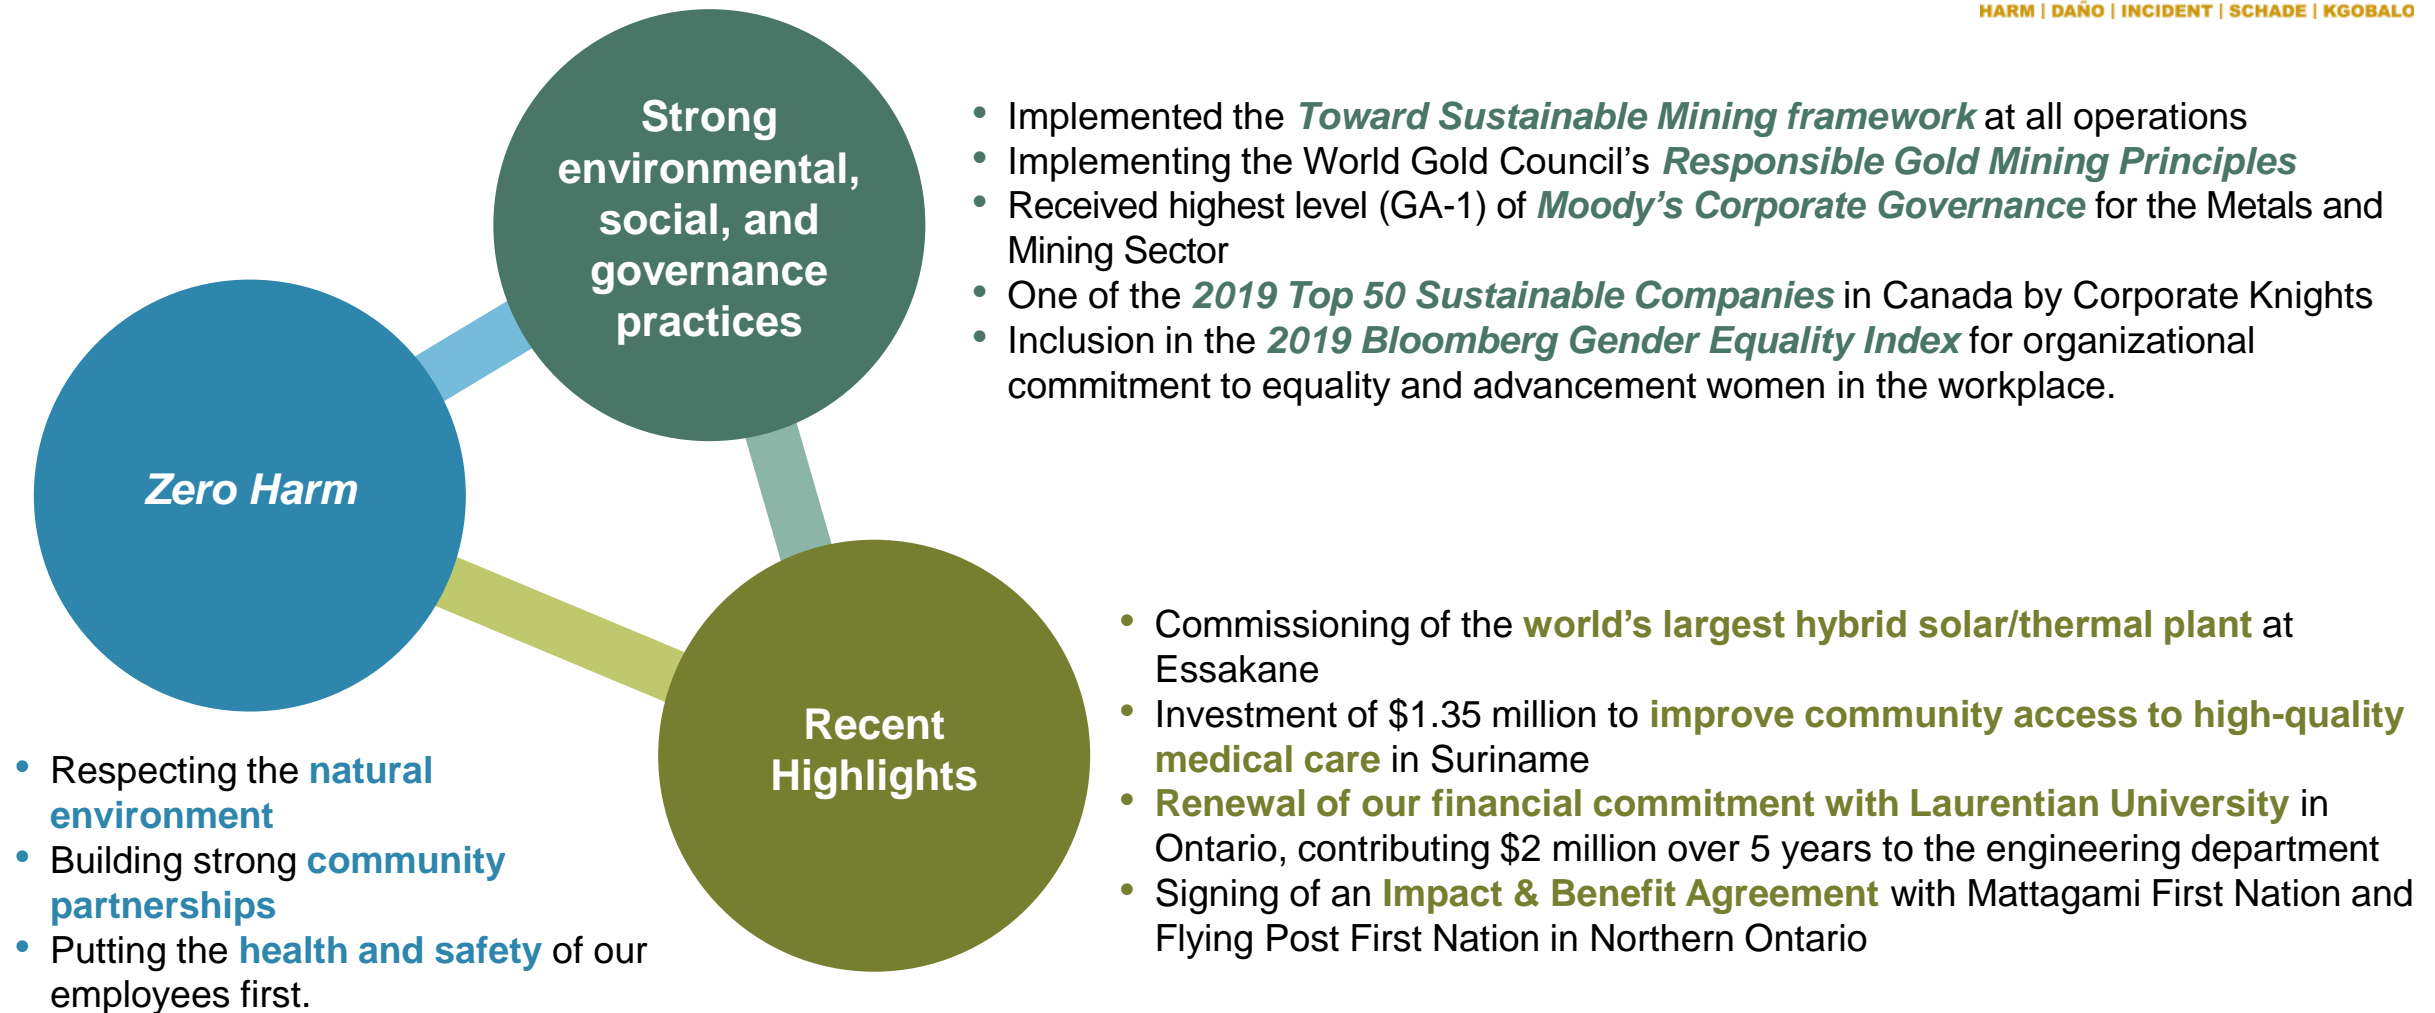 HARM | DAÑO | INCIDENT | SCHADE | KGOBALO
Strong
environmental,
social, and
governance
practices
• Implemented the Toward Sustainable Mining framework at all operations
• Implementing the World Gold Council’s Responsible Gold Mining Principles
• Received highest level (GA-1) of Moody’s Corporate Governance for the Metals and
Mining Sector
• One of the 2019 Top 50 Sustainable Companies in Canada by Corporate Knights
• Inclusion in the 2019 Bloomberg Gender Equality Index for organizational
commitment to equality and advancement women in the workplace.
Zero Harm
• Respecting the natural
environment
• Building strong community
partnerships
• Putting the health and safety of our
employees first.
Recent
Highlights
• Commissioning of the world’s largest hybrid solar/thermal plant at
Essakane
• Investment of $1.35 million to improve community access to high-quality
medical care in Suriname
• Renewal of our financial commitment with Laurentian University in
Ontario, contributing $2 million over 5 years to the engineering department
• Signing of an Impact & Benefit Agreement with Mattagami First Nation and
Flying Post First Nation in Northern Ontario